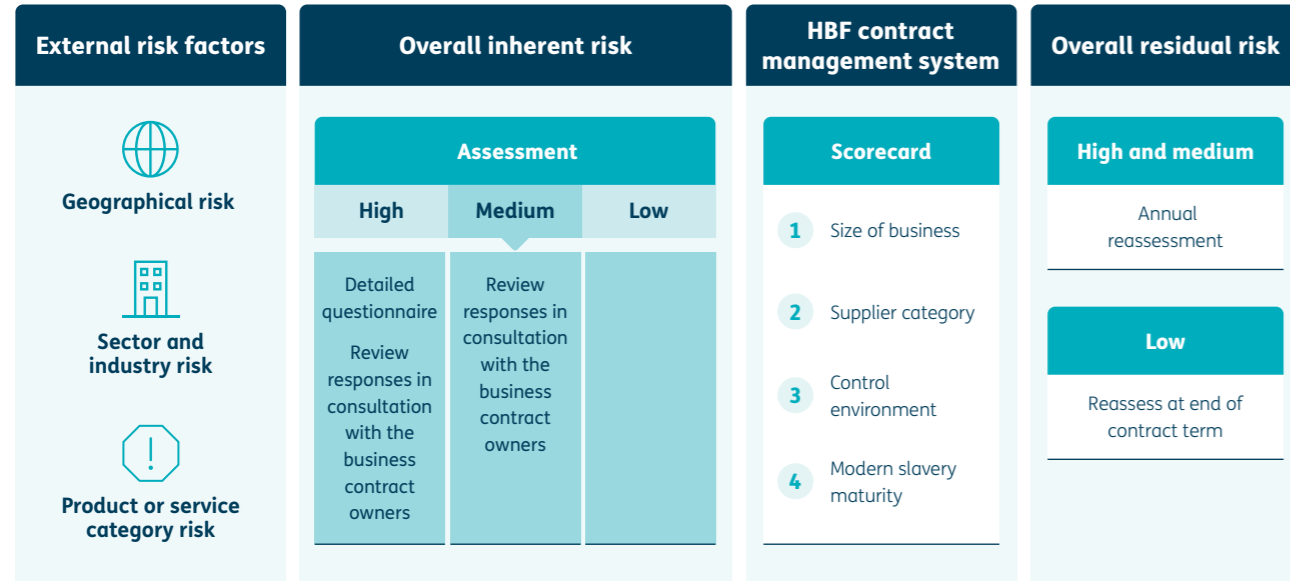 External risk factors
Geographical risk
Sector and
industry risk
Product or service
category risk
Overall inherent risk
Assessment
High
Medium
Low
Detailed
questionnaire
Review
responses in
consultation
with the
business
contract
owners
Review
responses in
consultation
with the
business
contract
owners
HBF contract
management system
Scorecard
1 Size of business
2 Supplier category
3 Control
environment
4 Modern slavery
maturity
Overall residual risk
High and medium
Annual
reassessment
Low
Reassess at end of
contract term